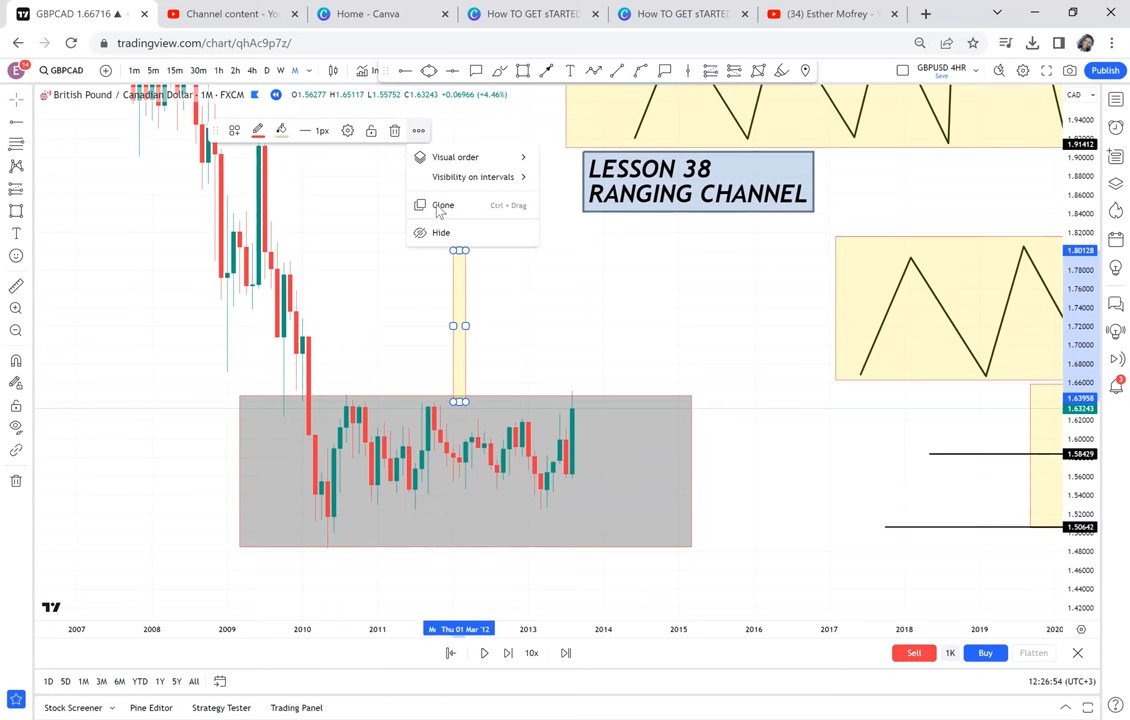 GBPCAD 1.66716 ▲
Channel content - Yo
Home - Canva
How TO GET sTARTED
How TO GET sTARTED
(34) Esther Mofrey - Y
tradingview.com/chart/qhAc9p7z/
E 14 GBPCAD 1m 5m 15m 30m 1h 2h 4h D W M In GBPUSD 4HR Save Publish
British Pound / Canadian Dollar · 1M · FXCM O1.56277 H1.65117 L1.55752 C1.63243 +0.06966 (+4.46%) CAD
1px
Visual order
Visibility on intervals
Clone Ctrl + Drag
Hide
LESSON 38
RANGING CHANNEL
1.94000
1.91412
1.90000
1.88000
1.86000
1.84000
1.82000
1.80128
1.78000
1.76000
1.74000
1.72000
1.70000
1.68000
1.66000
1.63958
1.63243
1.62000
1.60000
1.58429
1.56000
1.54000
1.52000
1.50642
1.48000
1.46000
1.44000
1.42000
3
2007 2008 2009 2010 2011 Thu 01 Mar '12 2013 2014 2015 2016 2017 2018 2019 2020
10x Sell 1K Buy Flatten
1D 5D 1M 3M 6M YTD 1Y 5Y All 12:26:54 (UTC+3)
Stock Screener Pine Editor Strategy Tester Trading Panel